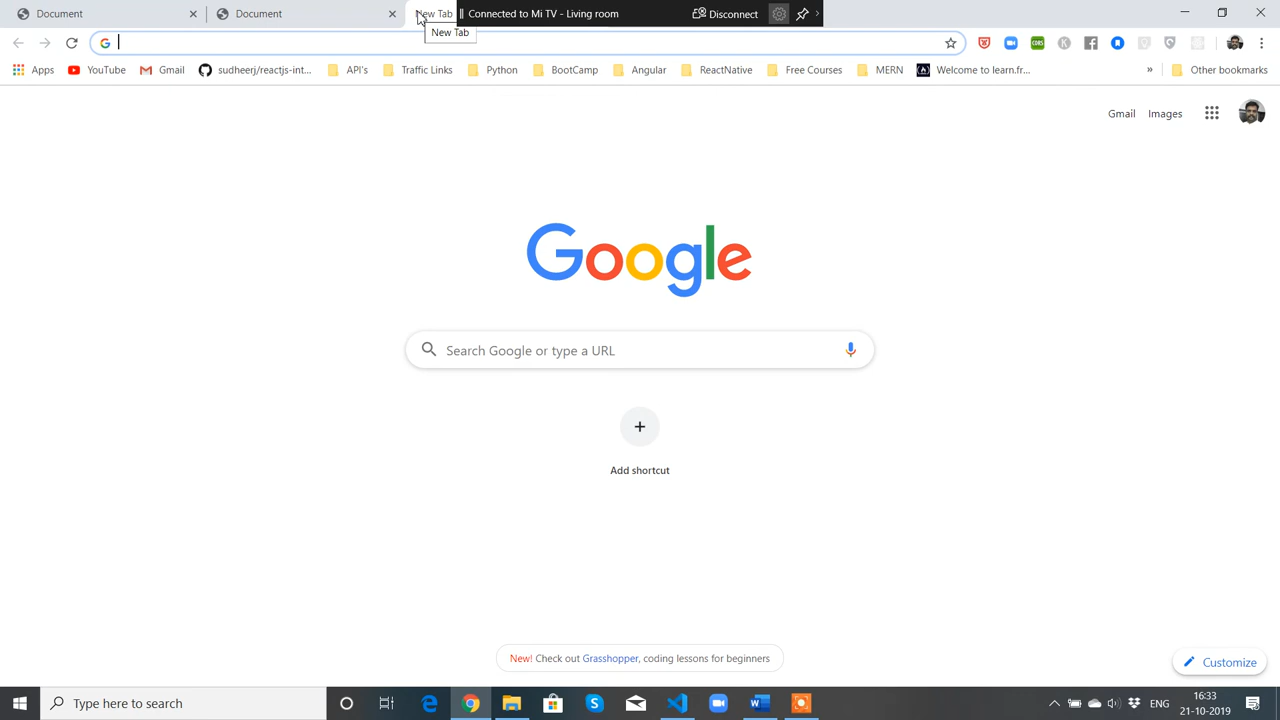 Document
Document
New Tab
Connected to Mi TV - Living room
Disconnect
New Tab
Apps
YouTube
Gmail
sudheerj/reactjs-int...
API's
Traffic Links
Python
BootCamp
Angular
ReactNative
Free Courses
MERN
Welcome to learn.fr...
»
Other bookmarks
Gmail
Images
Google
Search Google or type a URL
Add shortcut
New! Check out Grasshopper, coding lessons for beginners
Customize
Type here to search
ENG
16:33
21-10-2019